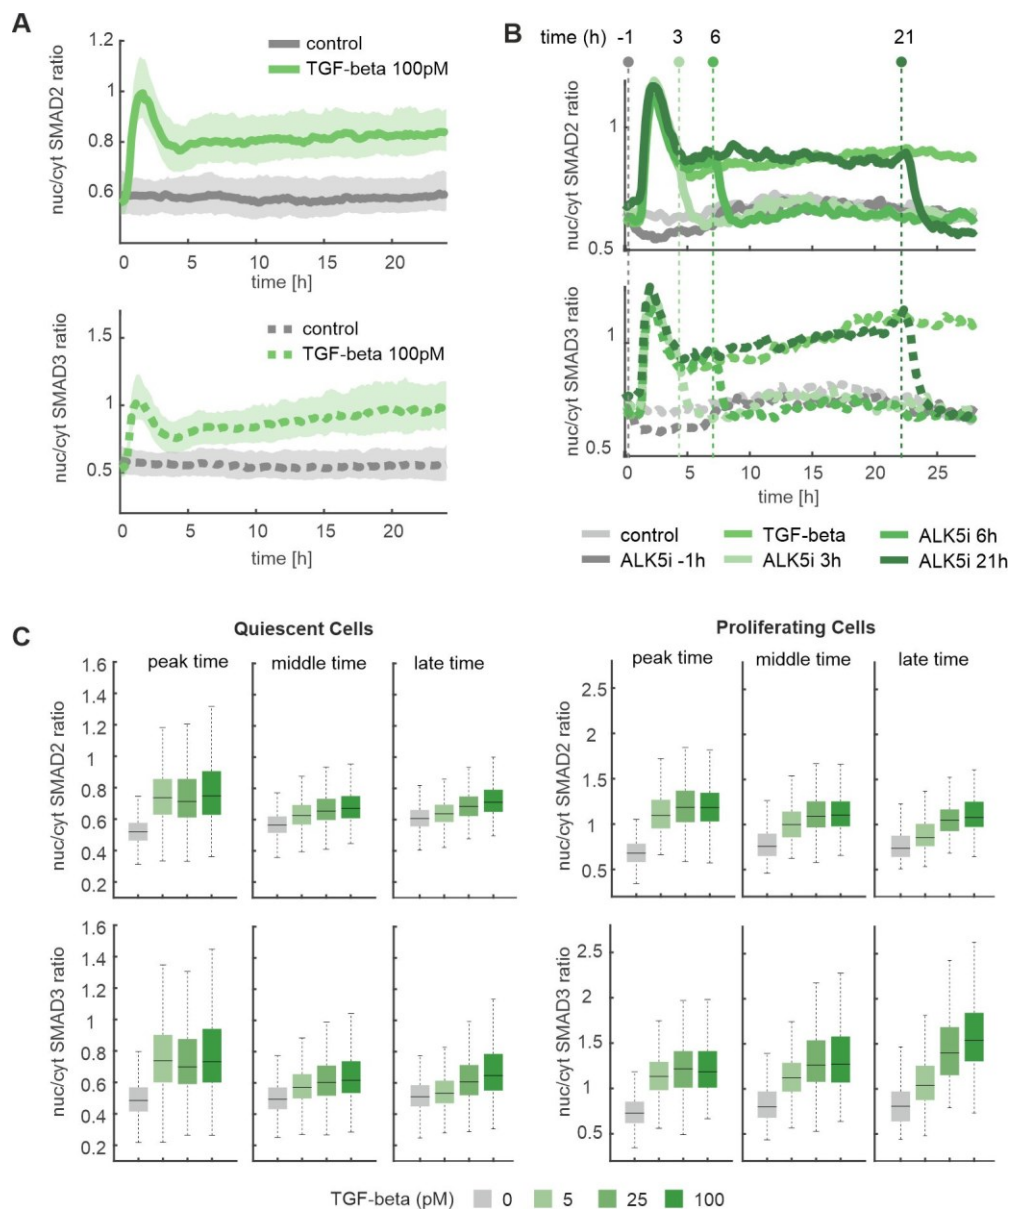 A
1.2
1
0.8
0.6
nuc/cyt SMAD2 ratio
control
TGF-beta 100pM
0 5 10 15 20
time [h]
1.5
1
0.5
nuc/cyt SMAD3 ratio
control
TGF-beta 100pM
0 5 10 15 20
time [h]
B
time (h) -1 3 6 21
nuc/cyt SMAD2 ratio
1
0.5
0 5 10 15 20 25
nuc/cyt SMAD3 ratio
1
0.5
0 5 10 15 20 25
time [h]
control TGF-beta ALK5i 6h
ALK5i -1h ALK5i 3h ALK5i 21h
C
Quiescent Cells
peak time middle time late time
nuc/cyt SMAD2 ratio
1.6
1.4
1.2
1
0.8
0.6
0.4
0.2
nuc/cyt SMAD3 ratio
1.6
1.4
1.2
1
0.8
0.6
0.4
0.2
Proliferating Cells
peak time middle time late time
nuc/cyt SMAD2 ratio
2.5
2
1.5
1
0.5
nuc/cyt SMAD3 ratio
2.5
2
1.5
1
0.5
TGF-beta (pM) 0 5 25 100